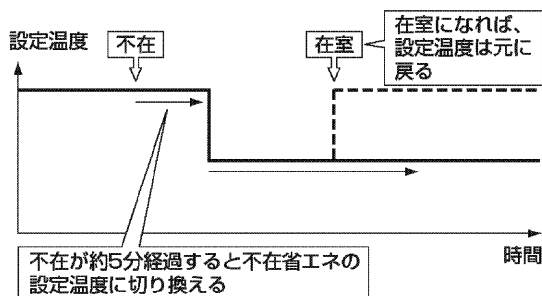 設定温度
不在
在室
在室になれば、
設定温度は元に
戻る
時間
不在が約5分経過すると不在省エネの
設定温度に切り換える